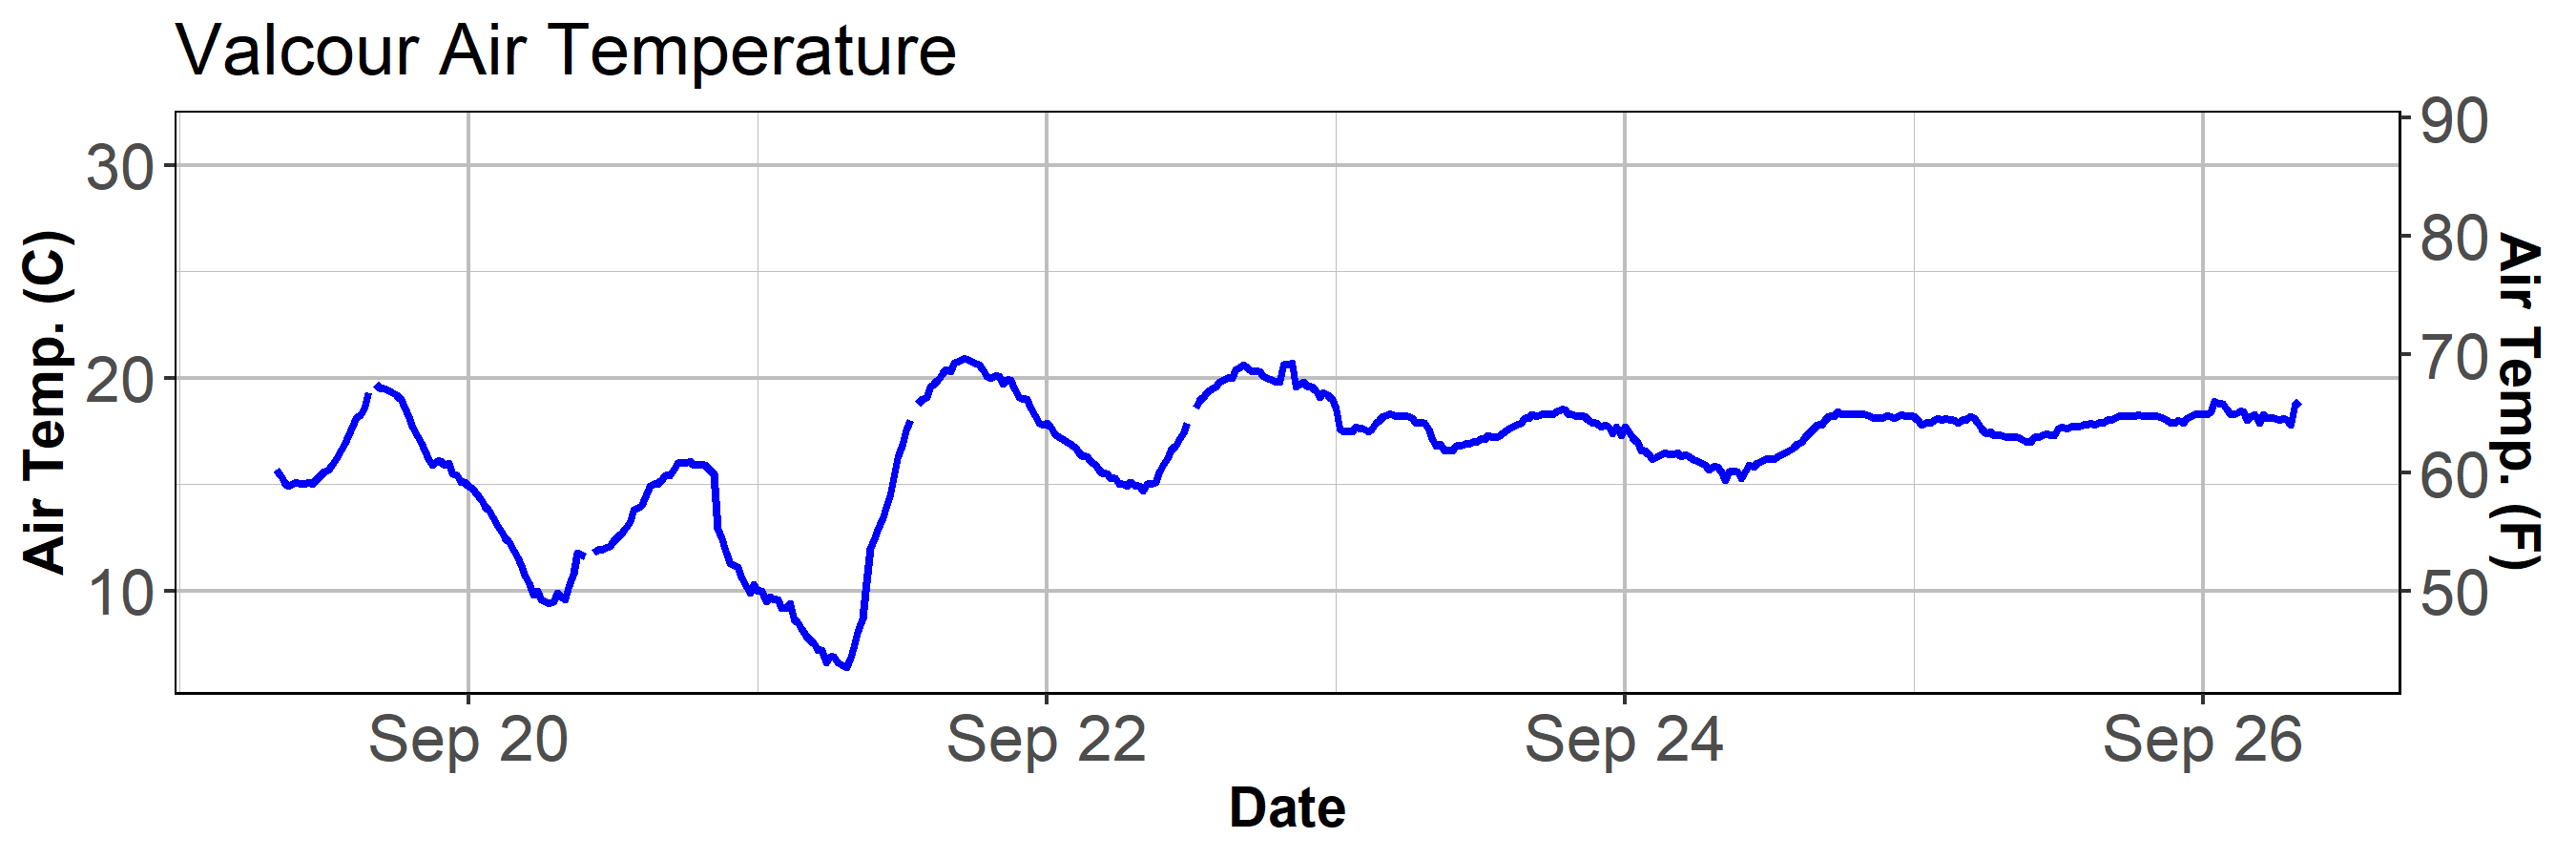 Valcour Air Temperature
Air Temp. (C)
30
20
10
90
80
70
60
50
Air Temp. (F)
Sep 20
Sep 22
Sep 24
Sep 26
Date